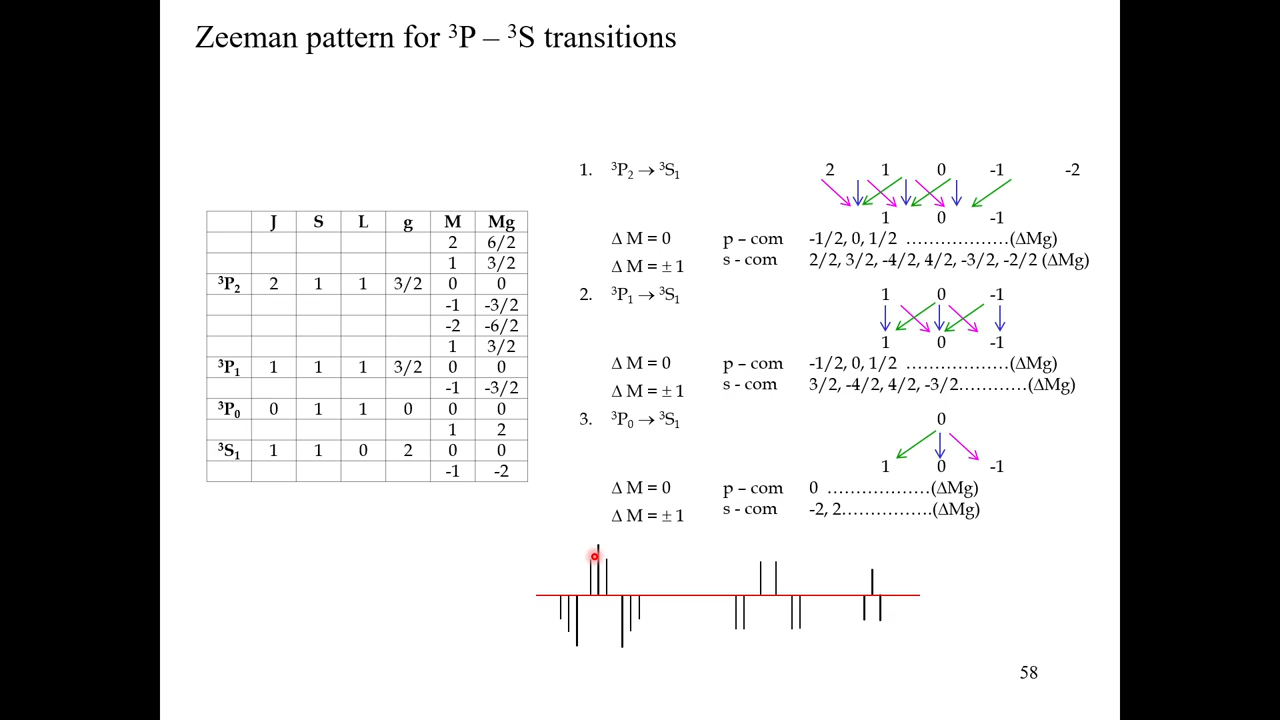 Zeeman pattern for ³P – ³S transitions
J S L g M Mg
2 6/2
1 3/2
³P₂ 2 1 1 3/2 0 0
-1 -3/2
-2 -6/2
1 3/2
³P₁ 1 1 1 3/2 0 0
-1 -3/2
³P₀ 0 1 1 0 0 0
1 2
³S₁ 1 1 0 2 0 0
-1 -2
1. ³P₂ → ³S₁ 2 1 0 -1 -2
1 0 -1
Δ M = 0 p – com -1/2, 0, 1/2 ………………(ΔMg)
Δ M = ± 1 s - com 2/2, 3/2, -4/2, 4/2, -3/2, -2/2 (ΔMg)
2. ³P₁ → ³S₁ 1 0 -1
1 0 -1
Δ M = 0 p – com -1/2, 0, 1/2 ………………(ΔMg)
Δ M = ± 1 s - com 3/2, -4/2, 4/2, -3/2…………(ΔMg)
3. ³P₀ → ³S₁ 0
1 0 -1
Δ M = 0 p – com 0 ………………(ΔMg)
Δ M = ± 1 s - com -2, 2……………(ΔMg)
58